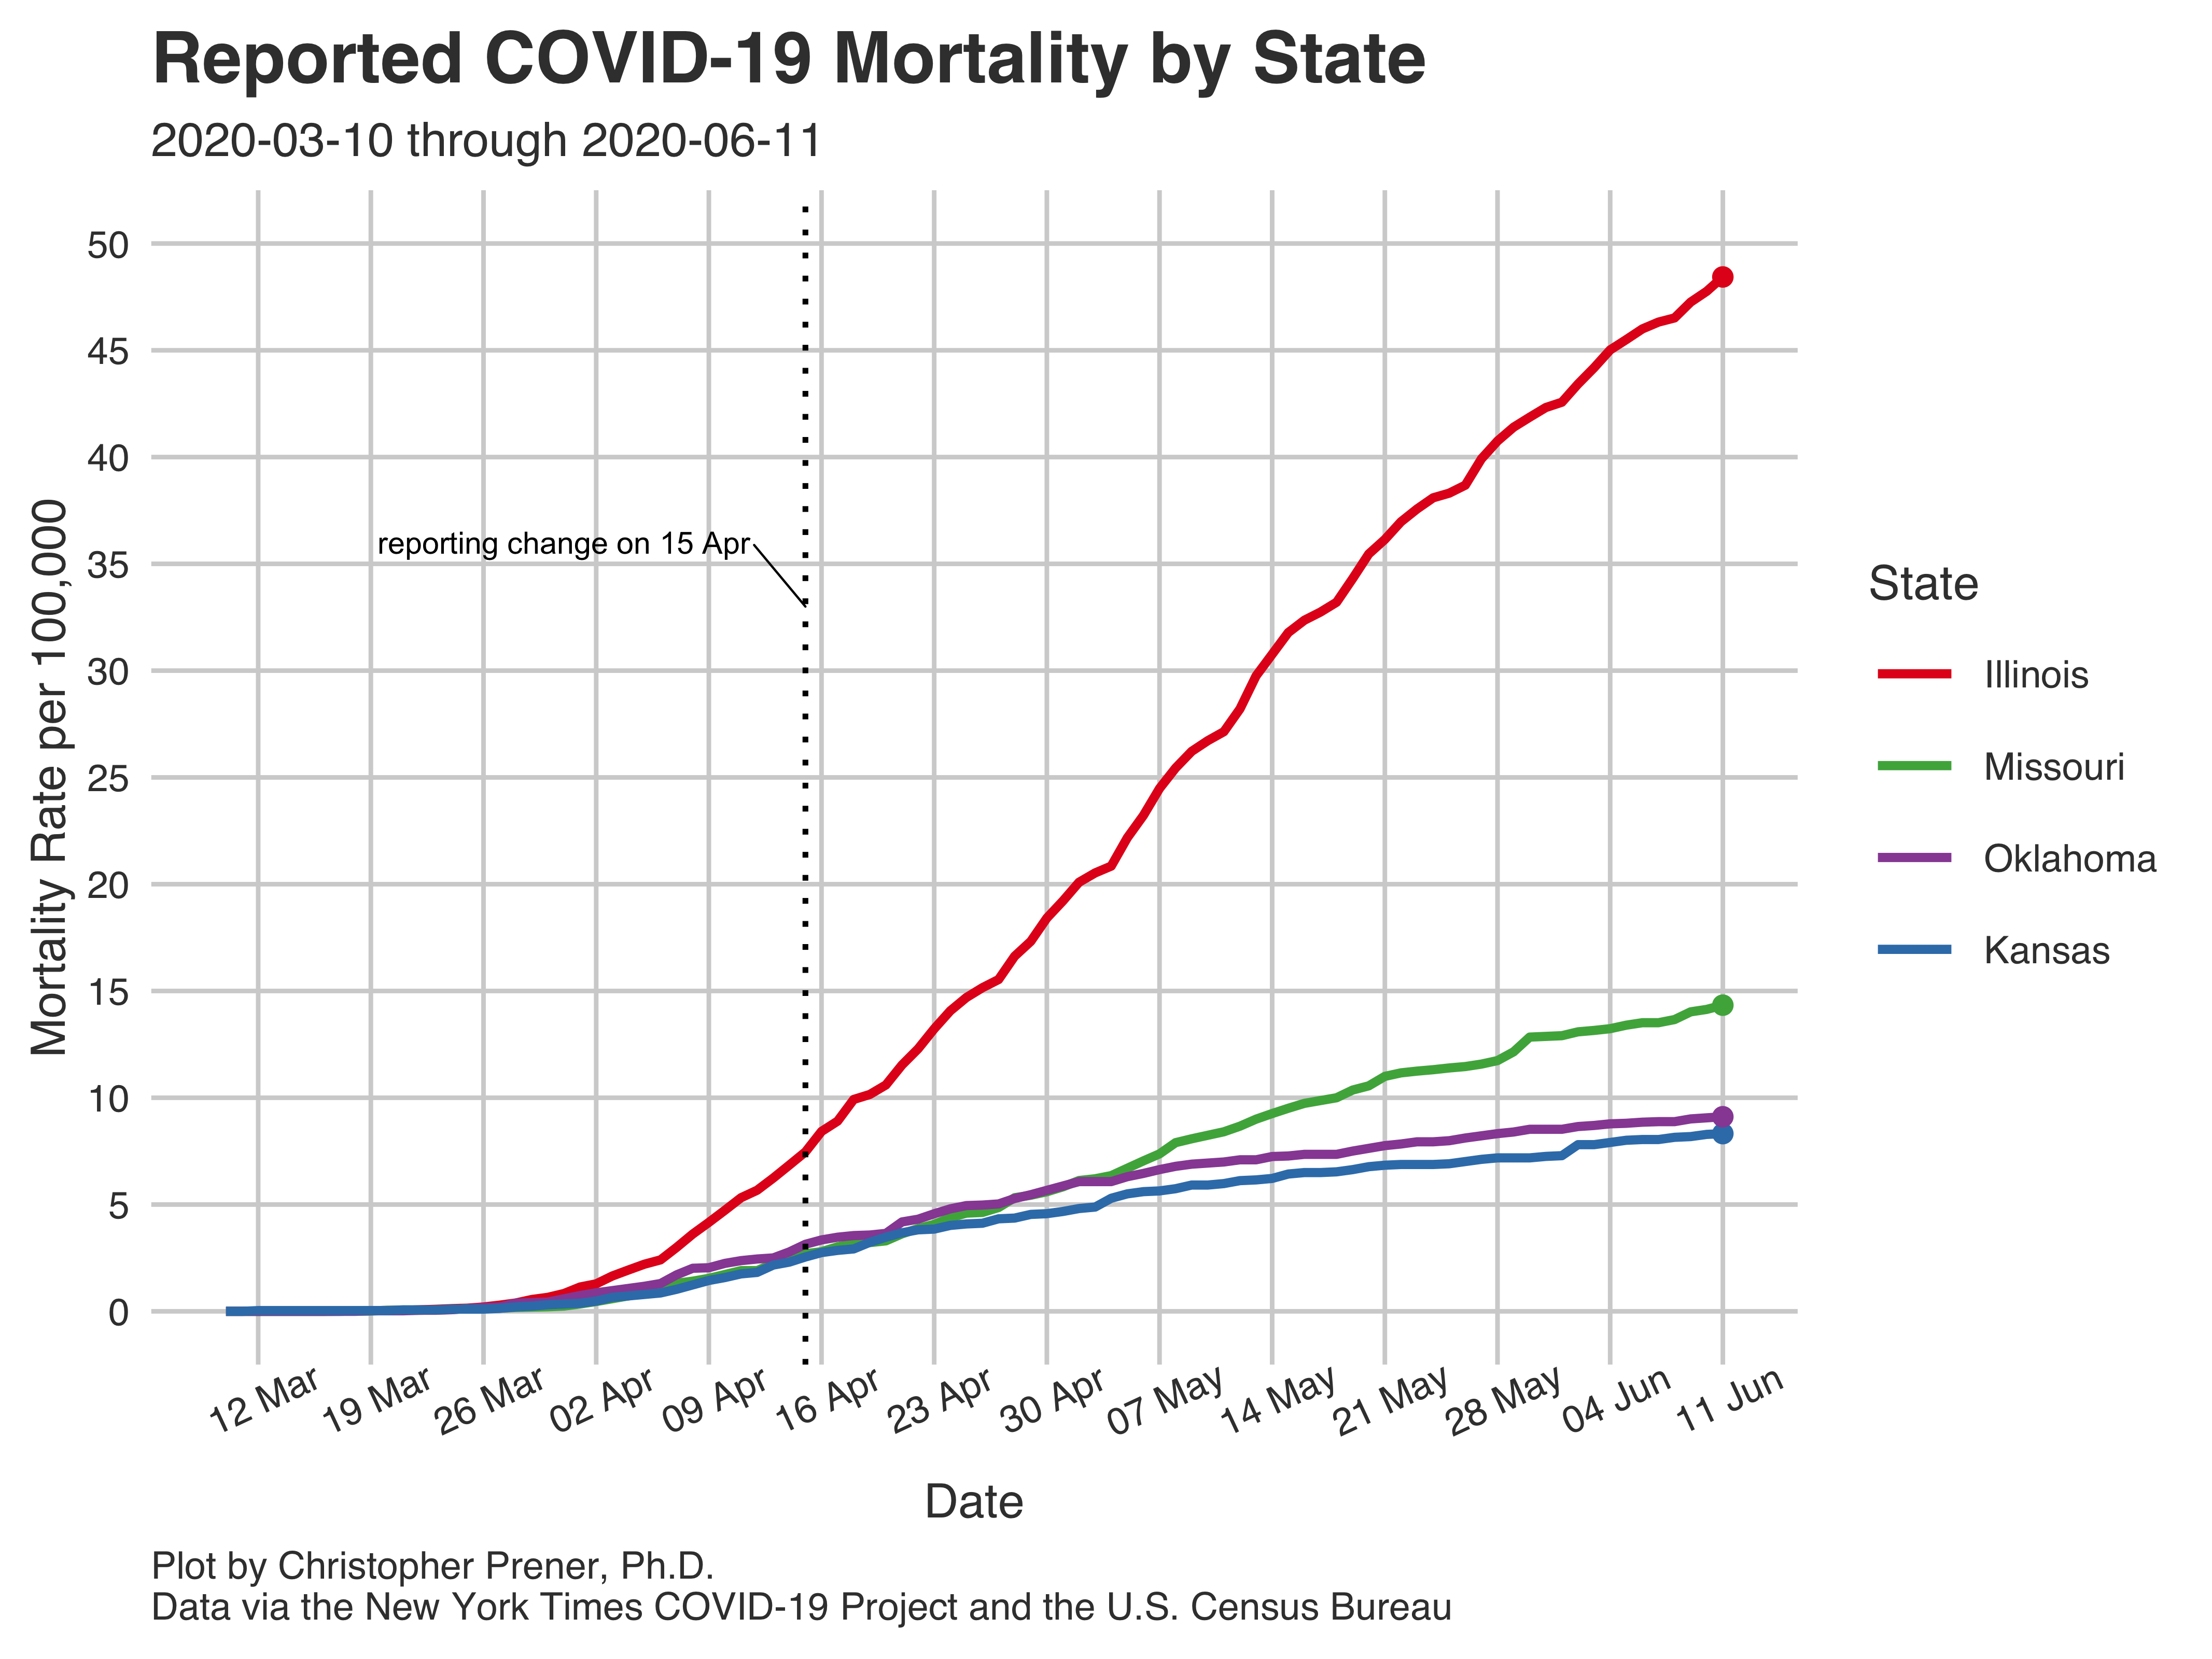 Reported COVID-19 Mortality by State
2020-03-10 through 2020-06-11
Mortality Rate per 100,000
50
45
40
35
30
25
20
15
10
5
0
reporting change on 15 Apr
12 Mar
19 Mar
26 Mar
02 Apr
09 Apr
16 Apr
23 Apr
30 Apr
07 May
14 May
21 May
28 May
04 Jun
11 Jun
Date
State
Illinois
Missouri
Oklahoma
Kansas
Plot by Christopher Prener, Ph.D.
Data via the New York Times COVID-19 Project and the U.S. Census Bureau